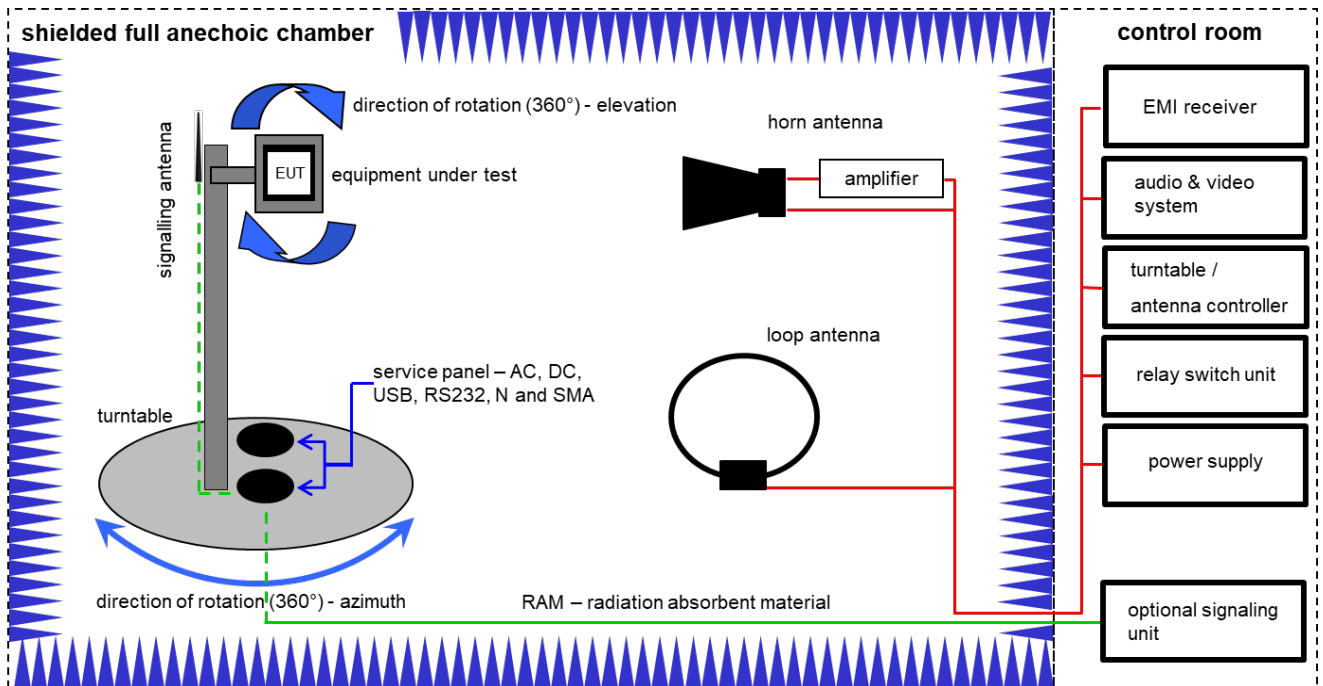 shielded full anechoic chamber
control room
direction of rotation (360°) - elevation
signalling antenna
EUT
equipment under test
horn antenna
amplifier
loop antenna
service panel – AC, DC,
USB, RS232, N and SMA
turntable
direction of rotation (360°) - azimuth
RAM – radiation absorbent material
EMI receiver
audio & video
system
turntable /
antenna controller
relay switch unit
power supply
optional signaling
unit